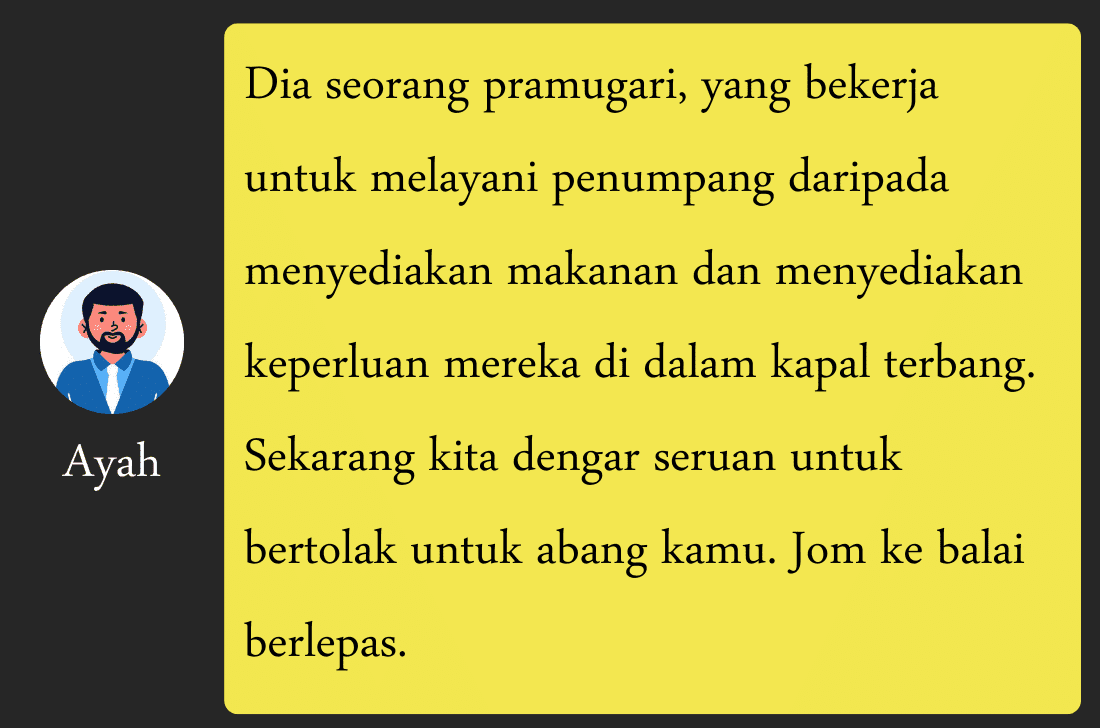 Dia seorang pramugari, yang bekerja
untuk melayani penumpang daripada
menyediakan makanan dan menyediakan
keperluan mereka di dalam kapal terbang.
Sekarang kita dengar seruan untuk
bertolak untuk abang kamu. Jom ke balai
berlepas.
Ayah